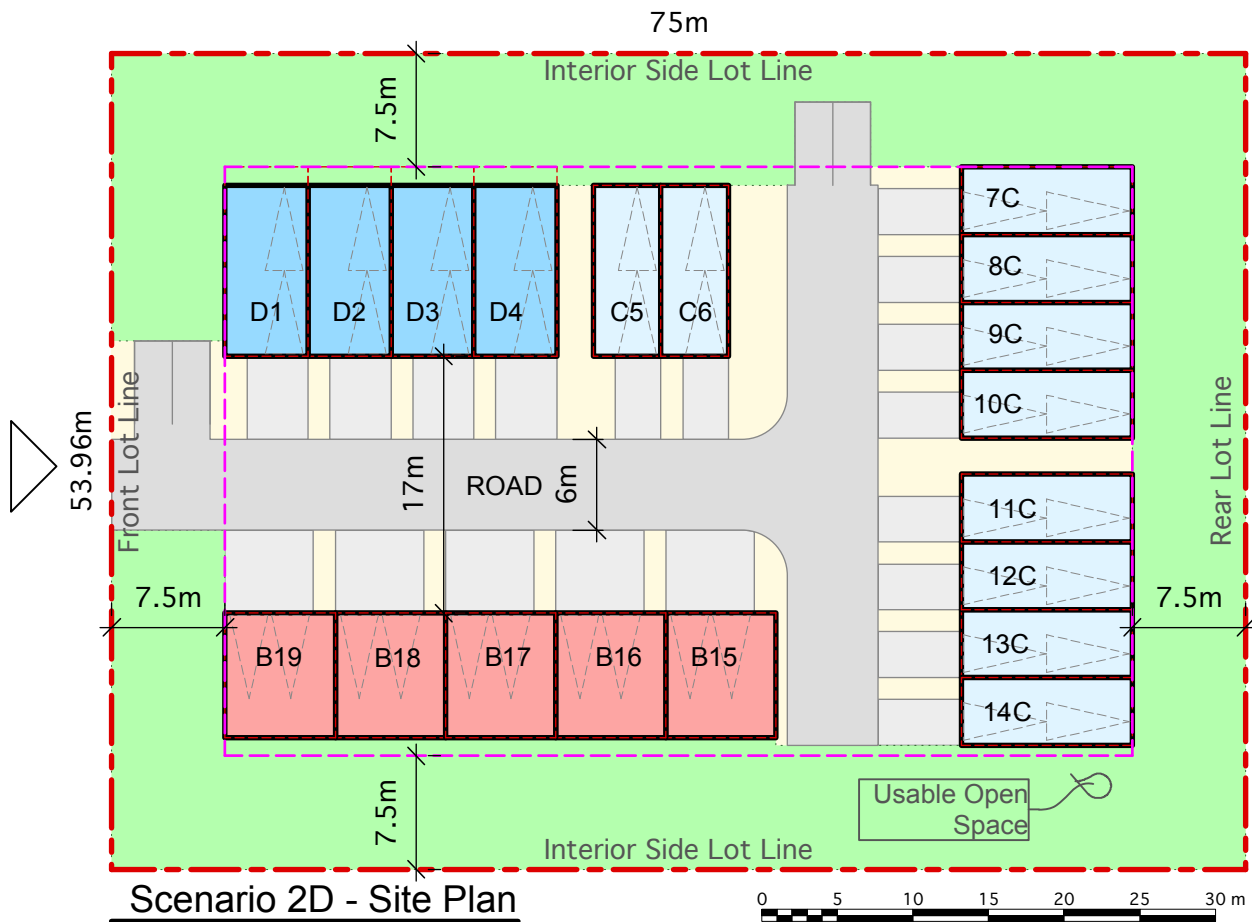 75m
Interior Side Lot Line
7.5m
D1
D2
D3
D4
C5
C6
7C
8C
9C
10C
53.96m
Front Lot Line
17m
ROAD
6m
Rear Lot Line
11C
12C
13C
14C
7.5m
7.5m
B19
B18
B17
B16
B15
7.5m
Usable Open
Space
Interior Side Lot Line
Scenario 2D - Site Plan
0 5 10 15 20 25 30 m